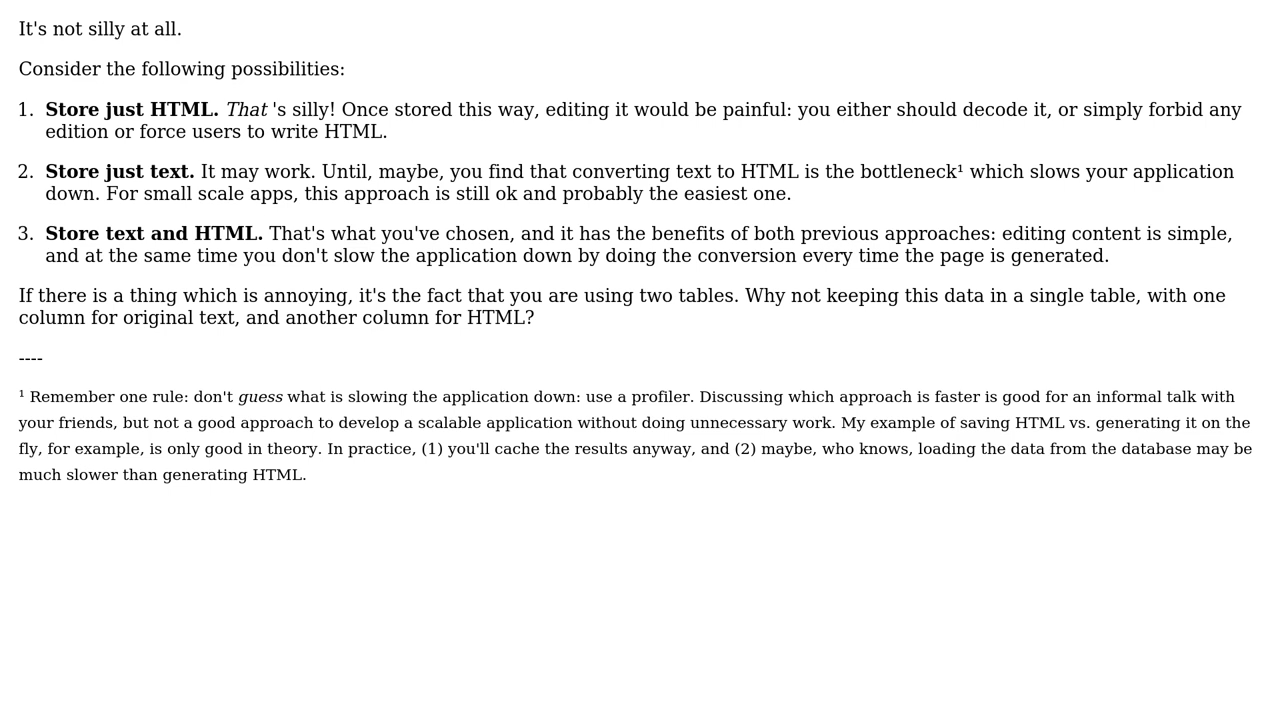 It's not silly at all.
Consider the following possibilities:
1. Store just HTML. That 's silly! Once stored this way, editing it would be painful: you either should decode it, or simply forbid any
edition or force users to write HTML.
2. Store just text. It may work. Until, maybe, you find that converting text to HTML is the bottleneck¹ which slows your application
down. For small scale apps, this approach is still ok and probably the easiest one.
3. Store text and HTML. That's what you've chosen, and it has the benefits of both previous approaches: editing content is simple,
and at the same time you don't slow the application down by doing the conversion every time the page is generated.
If there is a thing which is annoying, it's the fact that you are using two tables. Why not keeping this data in a single table, with one
column for original text, and another column for HTML?
----
¹ Remember one rule: don't guess what is slowing the application down: use a profiler. Discussing which approach is faster is good for an informal talk with
your friends, but not a good approach to develop a scalable application without doing unnecessary work. My example of saving HTML vs. generating it on the
fly, for example, is only good in theory. In practice, (1) you'll cache the results anyway, and (2) maybe, who knows, loading the data from the database may be
much slower than generating HTML.